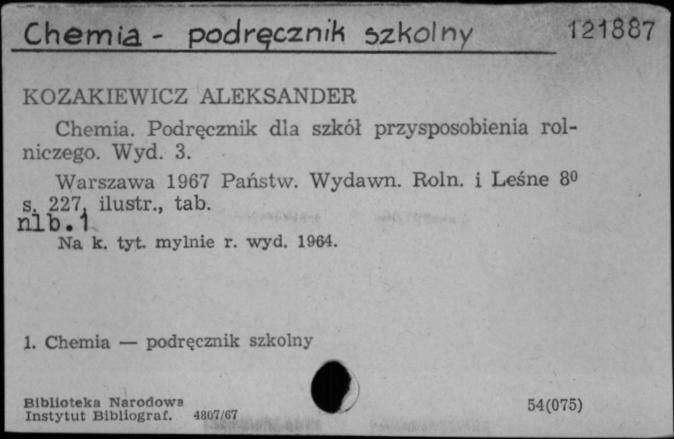 Chemia - podręcznik szkolny 121887
KOZAKIEWICZ ALEKSANDER
Chemia. Podręcznik dla szkół przysposobienia rol-
niczego. Wyd. 3.
Warszawa 1967 Państw. Wydawn. Roln. i Leśne 8⁰
s. 227, ilustr., tab.
nlb.1
Na k. tyt. mylnie r. wyd. 1964.
1. Chemia — podręcznik szkolny
Biblioteka Narodowa
Instytut Bibliograf. 4807/67 54(075)